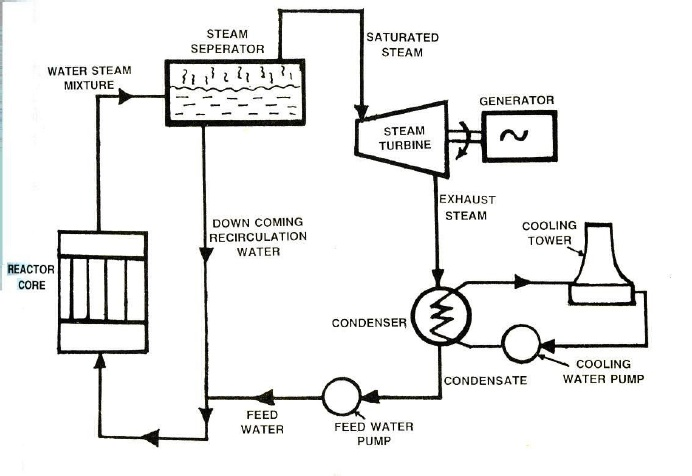 STEAM
SEPERATOR
SATURATED
STEAM
WATER STEAM
MIXTURE
GENERATOR
STEAM
TURBINE
EXHAUST
STEAM
DOWN COMING
RECIRCULATION
WATER
COOLING
TOWER
REACTOR
CORE
CONDENSER
COOLING
WATER PUMP
CONDENSATE
FEED
WATER
FEED WATER
PUMP